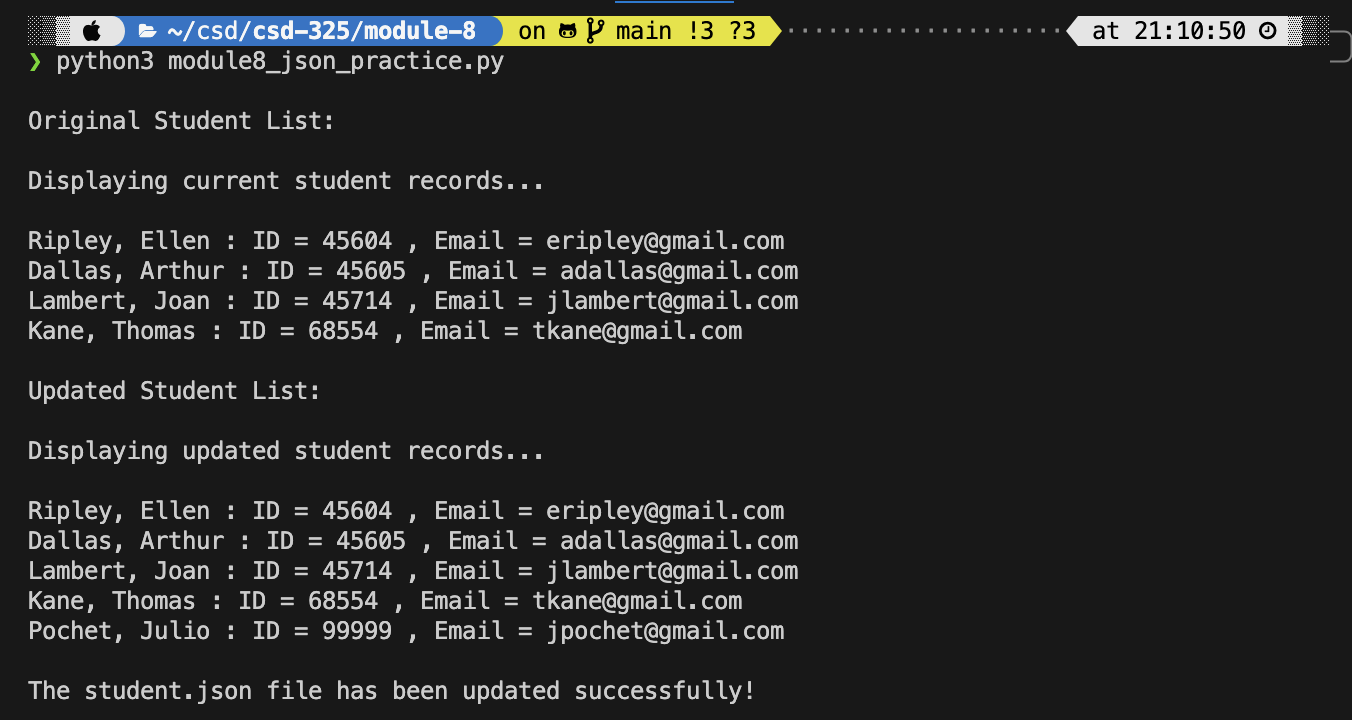 ~/csd/csd-325/module-8 on main !3 ?3 at 21:10:50
❯ python3 module8_json_practice.py
Original Student List:
Displaying current student records...
Ripley, Ellen : ID = 45604 , Email = eripley@gmail.com
Dallas, Arthur : ID = 45605 , Email = adallas@gmail.com
Lambert, Joan : ID = 45714 , Email = jlambert@gmail.com
Kane, Thomas : ID = 68554 , Email = tkane@gmail.com
Updated Student List:
Displaying updated student records...
Ripley, Ellen : ID = 45604 , Email = eripley@gmail.com
Dallas, Arthur : ID = 45605 , Email = adallas@gmail.com
Lambert, Joan : ID = 45714 , Email = jlambert@gmail.com
Kane, Thomas : ID = 68554 , Email = tkane@gmail.com
Pochet, Julio : ID = 99999 , Email = jpochet@gmail.com
The student.json file has been updated successfully!